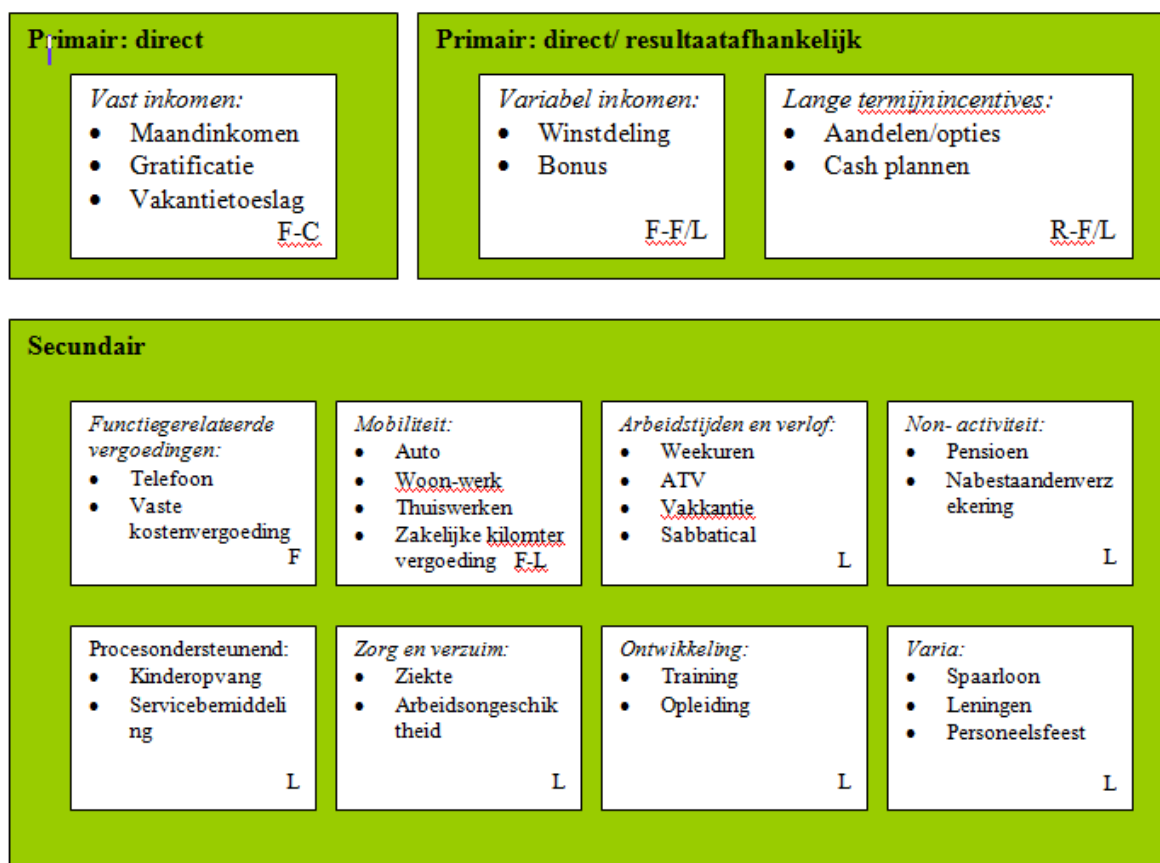 Primair: direct
Vast inkomen:
• Maandinkomen
• Gratificatie
• Vakantietoeslag
F-C
Primair: direct/ resultaatafhankelijk
Variabel inkomen:
• Winstdeling
• Bonus
F-F/L
Lange termijnincentives:
• Aandelen/opties
• Cash plannen
R-F/L
Secundair
Functiegerelateerde
vergoedingen:
• Telefoon
• Vaste
kostenvergoeding
F
Mobiliteit:
• Auto
• Woon-werk
• Thuiswerken
• Zakelijke kilomter
vergoeding F-L
Arbeidstijden en verlof:
• Weekuren
• ATV
• Vakkantie
• Sabbatical
L
Non- activiteit:
• Pensioen
• Nabestaandenverz
ekering
L
Procesondersteunend:
• Kinderopvang
• Servicebemiddeli
ng
L
Zorg en verzuim:
• Ziekte
• Arbeidsongeschik
theid
L
Ontwikkeling:
• Training
• Opleiding
L
Varia:
• Spaarloon
• Leningen
• Personeelsfeest
L